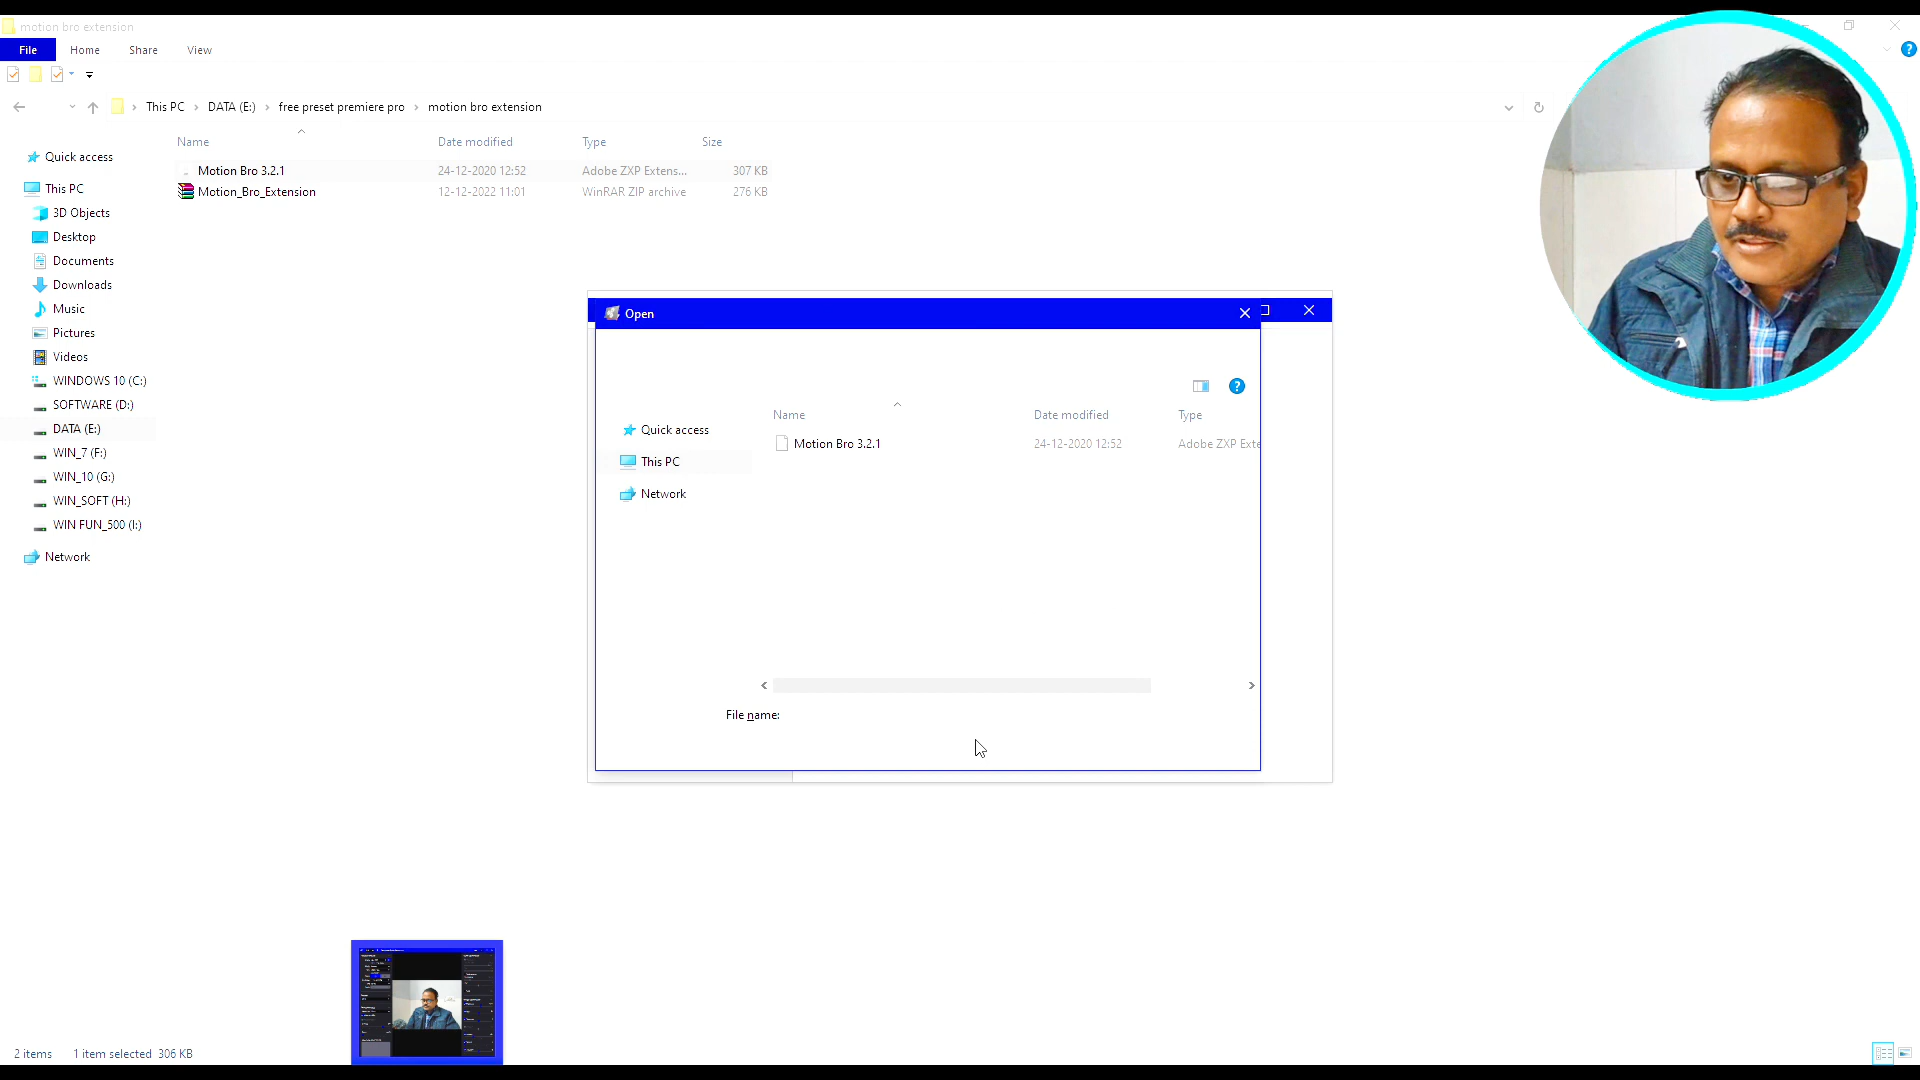 motion bro extension
File Home Share View
This PC DATA (E:) free preset premiere pro motion bro extension
Name Date modified Type Size
Motion Bro 3.2.1 24-12-2020 12:52 Adobe ZXP Extens... 307 KB
Motion_Bro_Extension 12-12-2022 11:01 WinRAR ZIP archive 276 KB
Quick access
This PC
3D Objects
Desktop
Documents
Downloads
Music
Pictures
Videos
WINDOWS 10 (C:)
SOFTWARE (D:)
DATA (E:)
WIN_7 (F:)
WIN_10 (G:)
WIN_SOFT (H:)
WIN FUN_500 (I:)
Network
Open
Name Date modified Type
Motion Bro 3.2.1 24-12-2020 12:52 Adobe ZXP Exte
Quick access
This PC
Network
File name:
2 items 1 item selected 306 KB